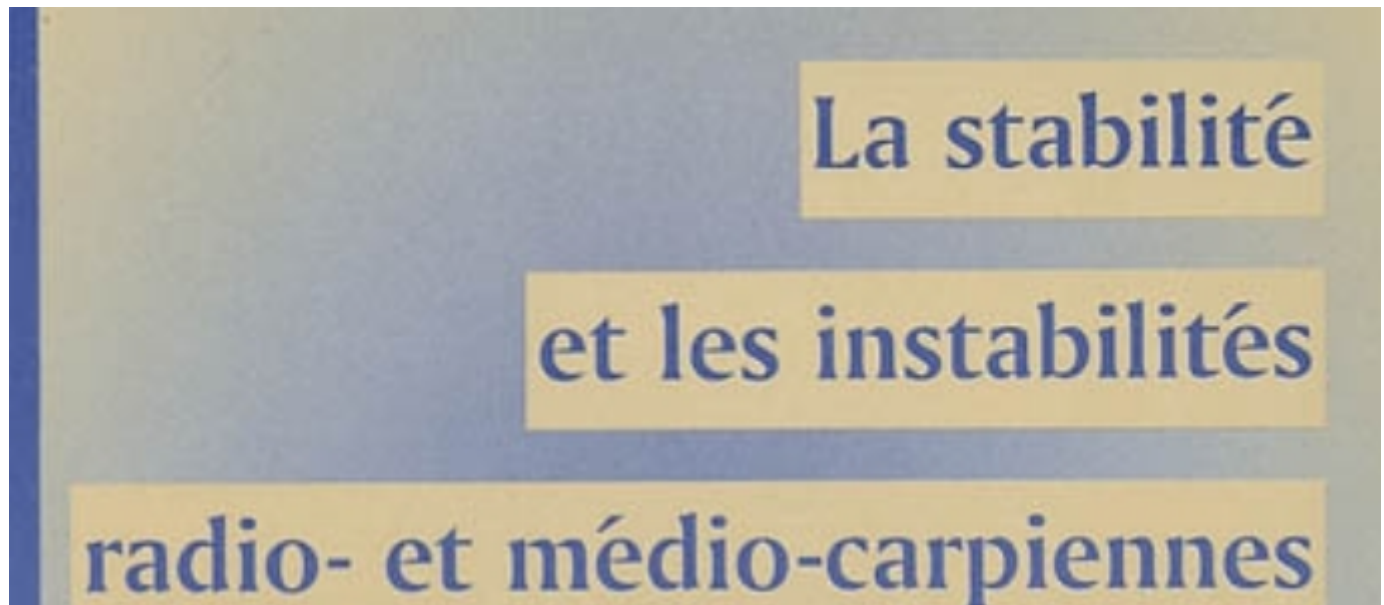 La stabilité
et les instabilités
radio- et médio-carpiennes